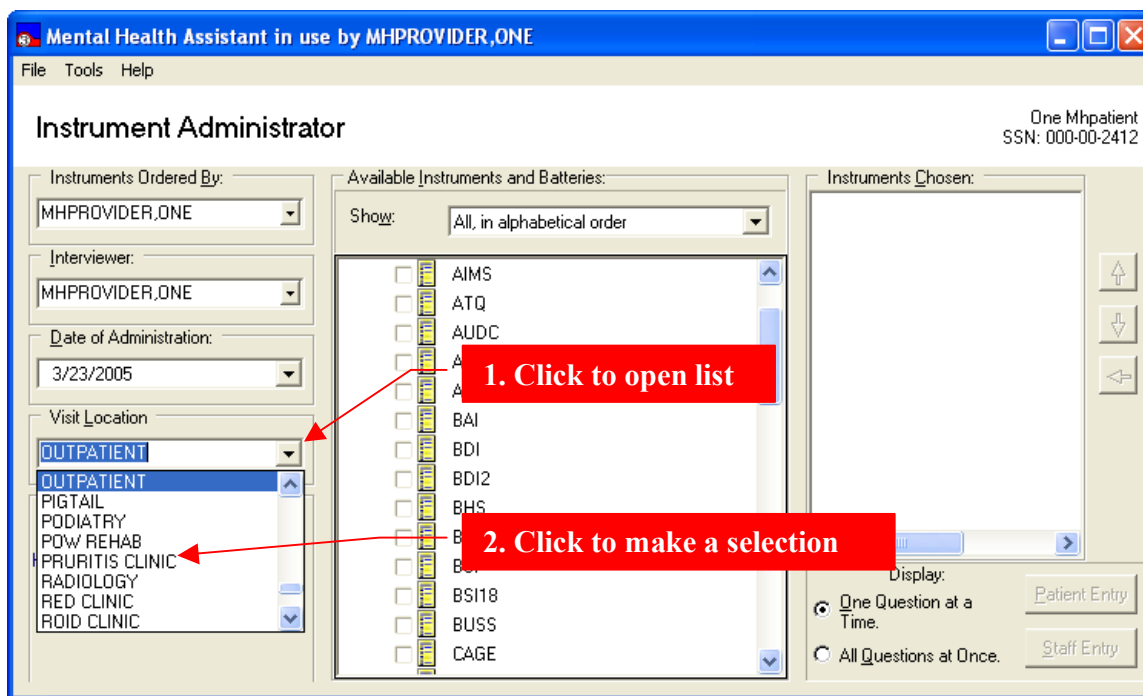 Mental Health Assistant in use by MHPROVIDER,ONE
File Tools Help
Instrument Administrator
One Mhpatient
SSN: 000-00-2412
Instruments Ordered By:
MHPROVIDER,ONE
Interviewer:
MHPROVIDER,ONE
Date of Administration:
3/23/2005
Visit Location
OUTPATIENT
OUTPATIENT
PIGTAIL
PODIATRY
POW REHAB
PRURITIS CLINIC
RADIOLOGY
RED CLINIC
ROID CLINIC
Available Instruments and Batteries:
Show:
All, in alphabetical order
AIMS
ATQ
AUDC
1. Click to open list
BAI
BDI
BDI2
BHS
2. Click to make a selection
BSI18
BUSS
CAGE
Instruments Chosen:
Display:
One Question at a
Time.
All Questions at Once.
Patient Entry
Staff Entry